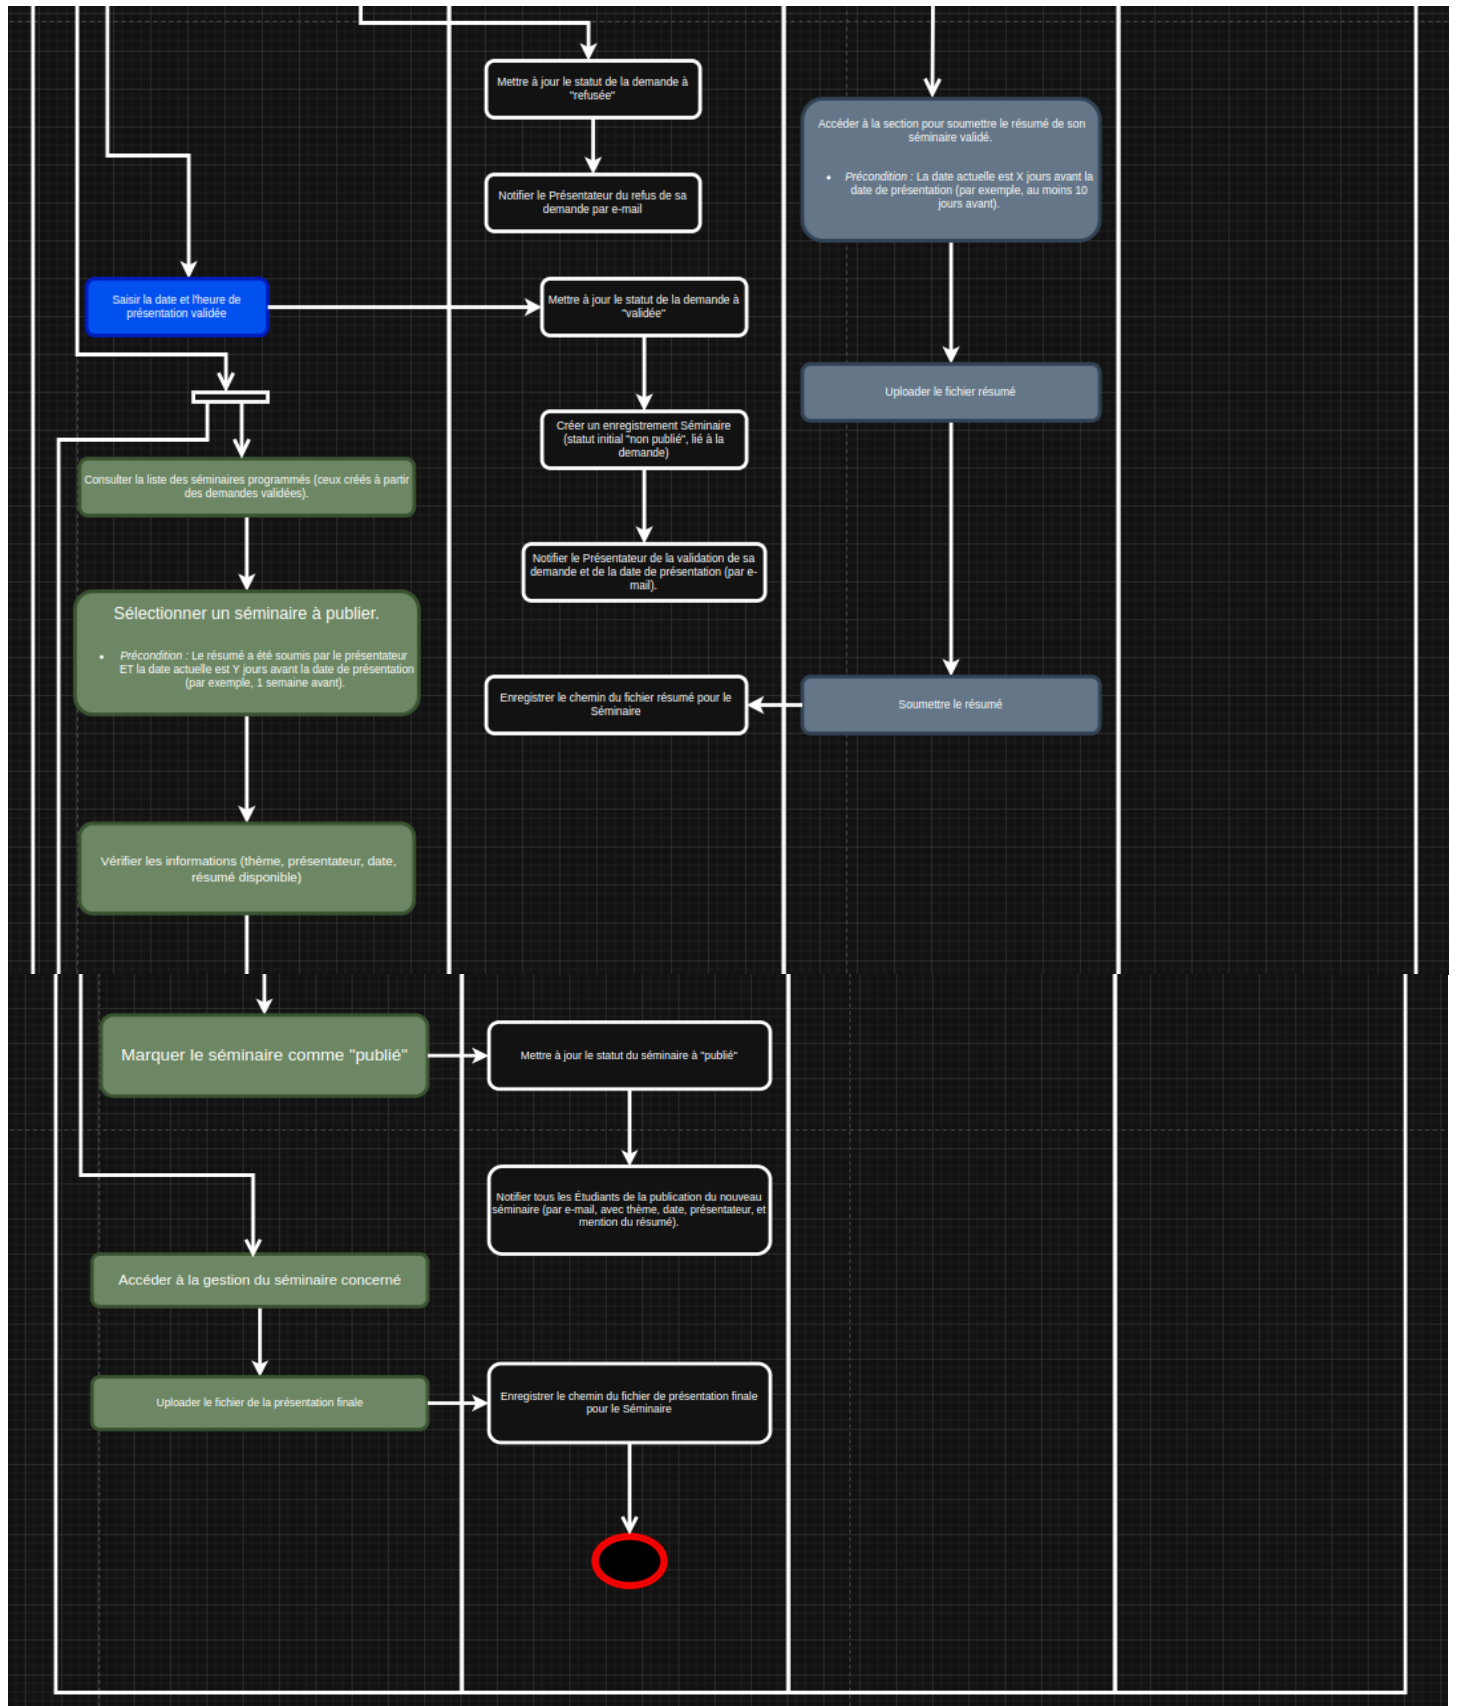 Mettre à jour le statut de la demande à
"refusée"
Accéder à la section pour soumettre le résumé de son
séminaire validé.
• Précondition : La date actuelle est X jours avant la
date de présentation (par exemple, au moins 10
jours avant).
Notifier le Présentateur du refus de sa
demande par e-mail
Saisir la date et l'heure de
présentation validée
Mettre à jour le statut de la demande à
"validée"
Uploader le fichier résumé
Créer un enregistrement Séminaire
(statut initial "non publié", lié à la
demande)
Consulter la liste des séminaires programmés (ceux créés à partir
des demandes validées).
Notifier le Présentateur de la validation de sa
demande et de la date de présentation (par e-
mail).
Sélectionner un séminaire à publier.
• Précondition : Le résumé a été soumis par le présentateur
ET la date actuelle est Y jours avant la date de présentation
(par exemple, 1 semaine avant).
Enregistrer le chemin du fichier résumé pour le
Séminaire
Soumettre le résumé
Vérifier les informations (thème, présentateur, date,
résumé disponible)
Marquer le séminaire comme "publié"
Mettre à jour le statut du séminaire à "publié"
Notifier tous les Étudiants de la publication du nouveau
séminaire (par e-mail, avec thème, date, présentateur, et
mention du résumé).
Accéder à la gestion du séminaire concerné
Uploader le fichier de la présentation finale
Enregistrer le chemin du fichier de présentation finale
pour le Séminaire